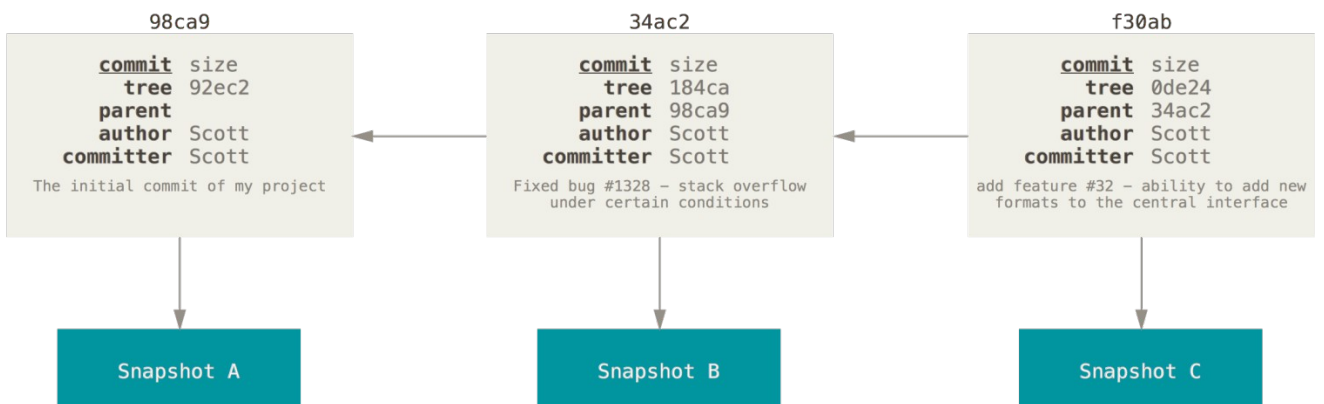 98ca9
commit size
tree 92ec2
parent
author Scott
committer Scott
The initial commit of my project
Snapshot A
34ac2
commit size
tree 184ca
parent 98ca9
author Scott
committer Scott
Fixed bug #1328 – stack overflow
under certain conditions
Snapshot B
f30ab
commit size
tree 0de24
parent 34ac2
author Scott
committer Scott
add feature #32 – ability to add new
formats to the central interface
Snapshot C